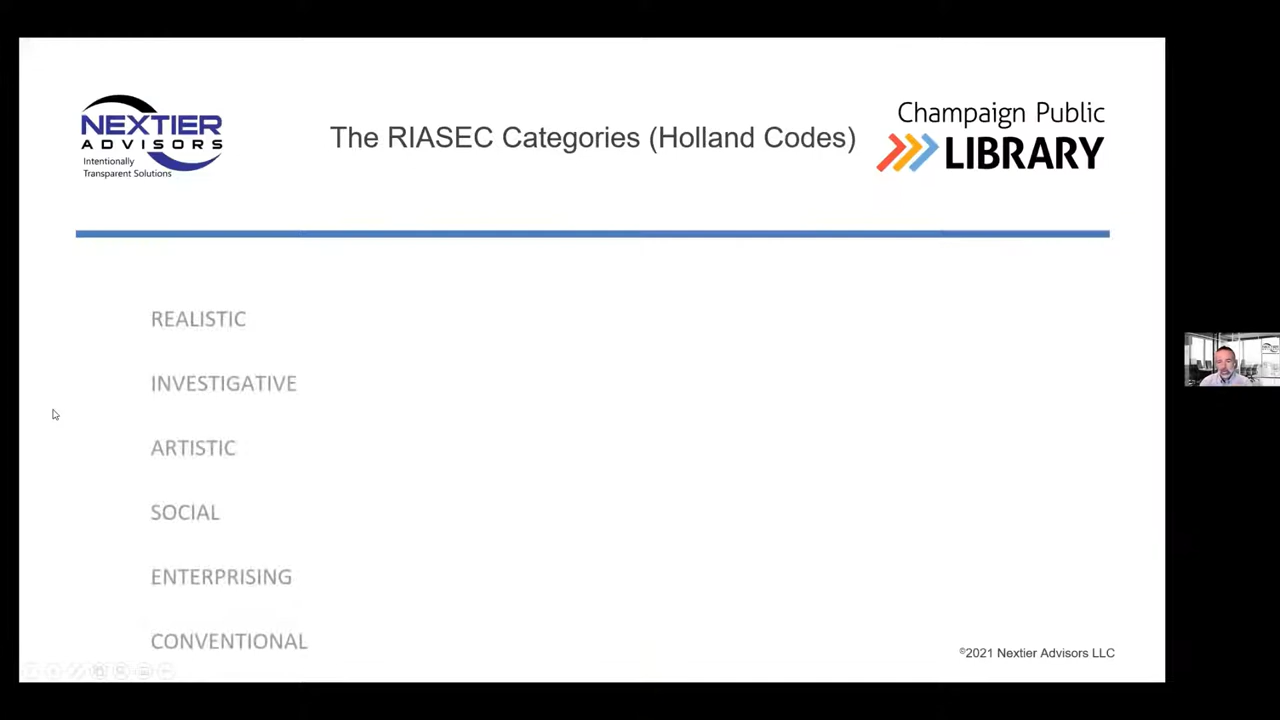 NEXTIER
ADVISORS
Intentionally
Transparent Solutions
The RIASEC Categories (Holland Codes)
Champaign Public
LIBRARY
REALISTIC
INVESTIGATIVE
ARTISTIC
SOCIAL
ENTERPRISING
CONVENTIONAL
©2021 Nextier Advisors LLC